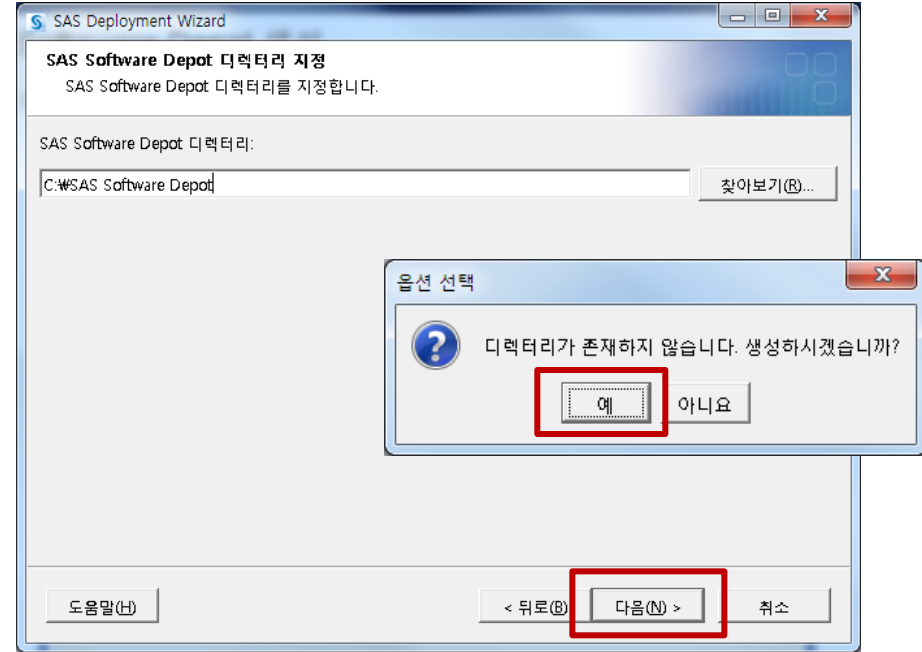 SAS Deployment Wizard
SAS Software Depot 디렉터리 지정
SAS Software Depot 디렉터리를 지정합니다.
SAS Software Depot 디렉터리:
C:₩SAS Software Depot
찾아보기(R)...
옵션 선택
디렉터리가 존재하지 않습니다. 생성하시겠습니까?
예
아니요
도움말(H)
< 뒤로(B)
다음(N) >
취소